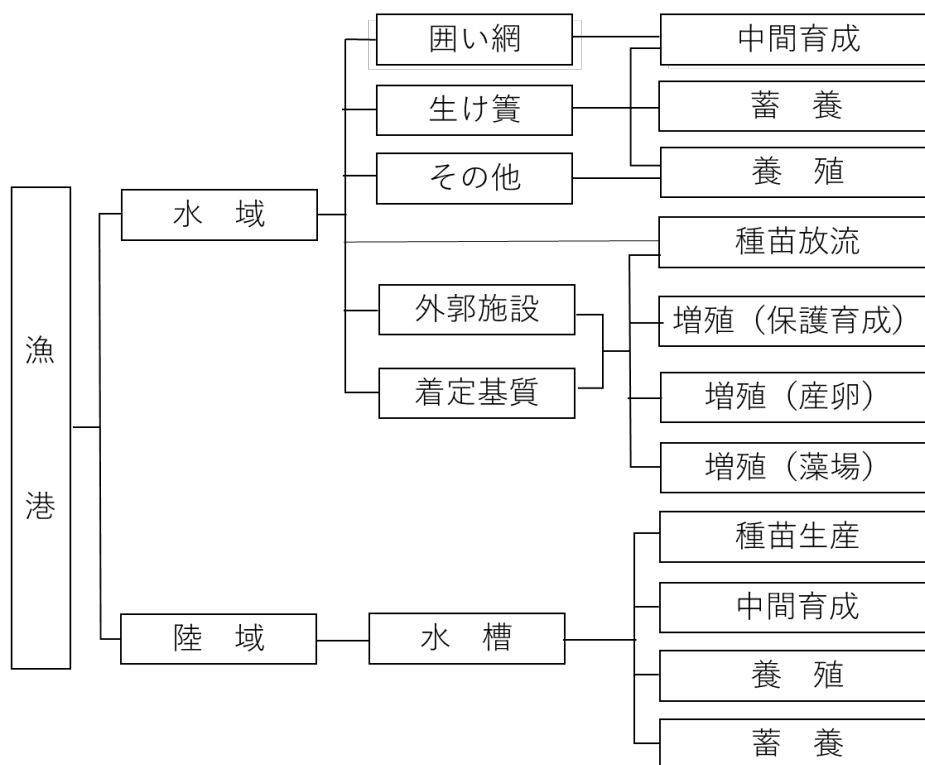 漁港
水　域
陸　域
囲い網
生け簀
その他
外郭施設
着定基質
水　槽
中間育成
蓄　養
養　殖
種苗放流
増殖（保護育成）
増殖（産卵）
増殖（藻場）
種苗生産
中間育成
養　殖
蓄　養